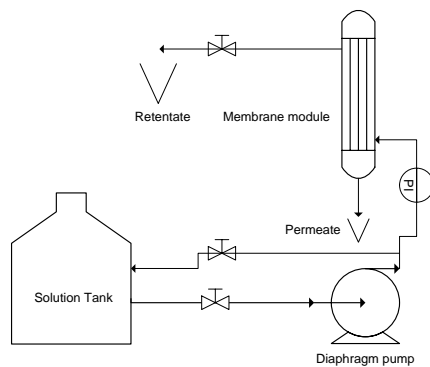 Retentate
Membrane module
PI
Permeate
Solution Tank
Diaphragm pump